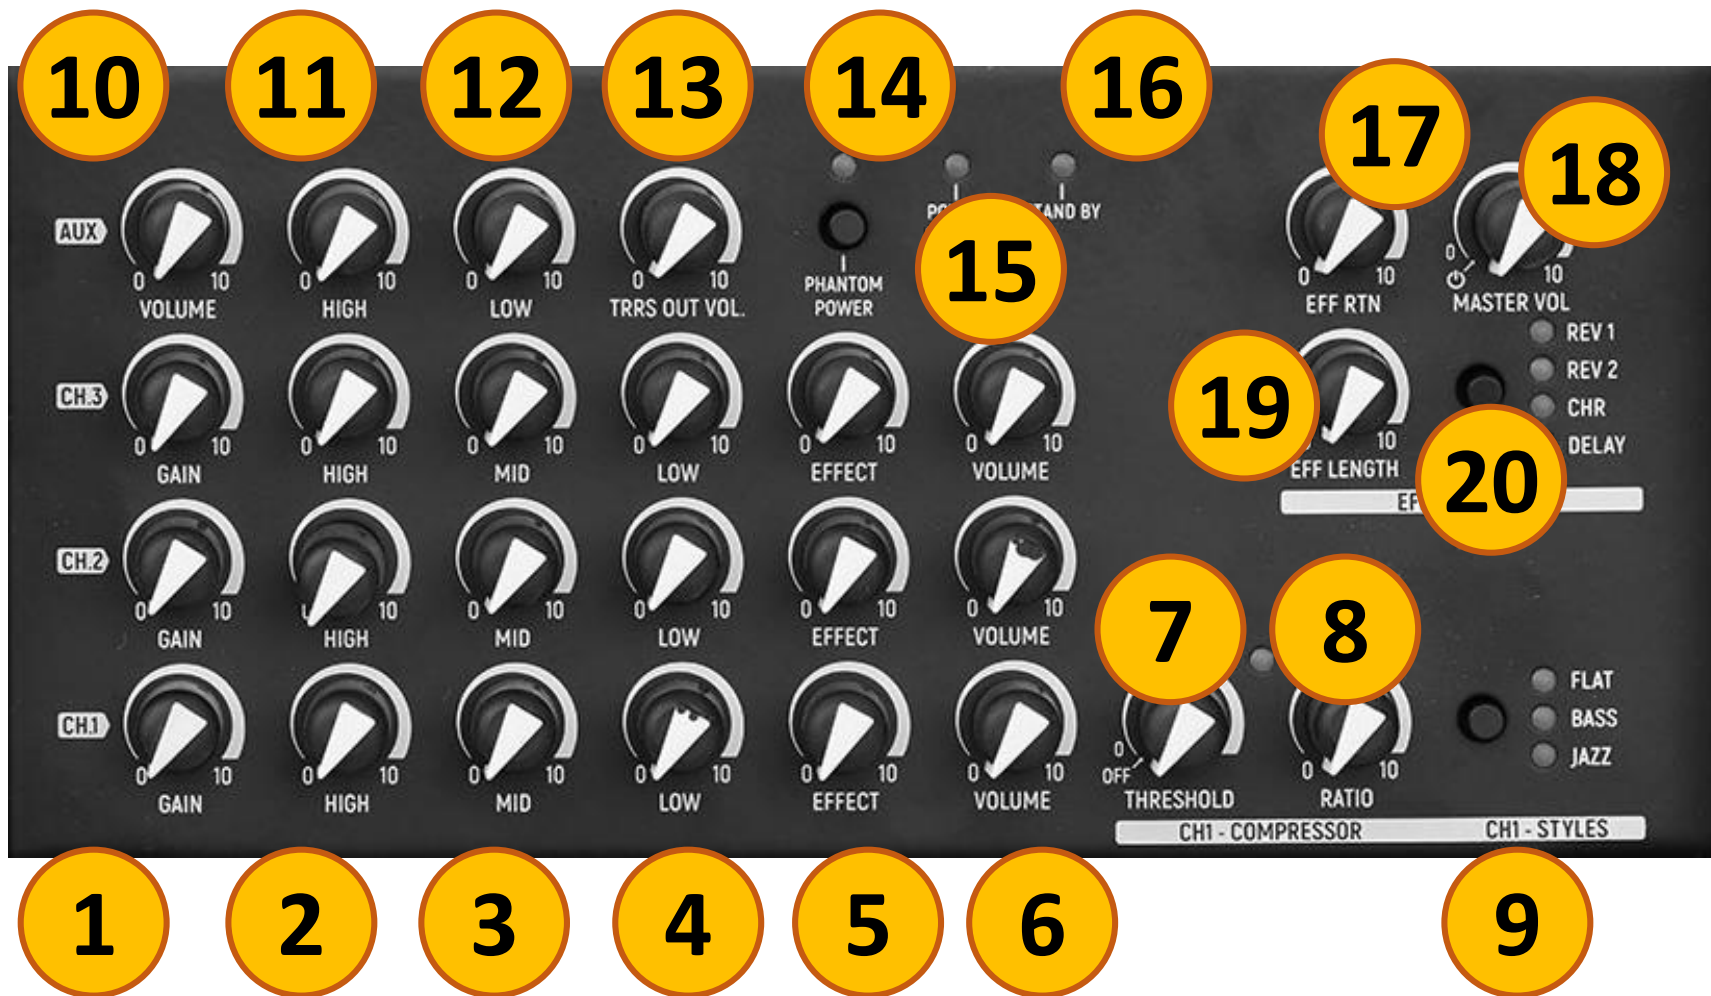 10 11 12 13 14 16 17 18
AUX
0 10 0 10 0 10 0 10
VOLUME HIGH LOW TRRS OUT VOL.
PHANTOM
POWER
15
0 10 0 10
EFF RTN MASTER VOL
REV 1
REV 2
CHR
DELAY
CH.3
0 10 0 10 0 10 0 10 0 10 0 10
GAIN HIGH MID LOW EFFECT VOLUME
19
10
EFF LENGTH
20
CH.2
0 10 10 0 10 0 10 0 10 0 10
GAIN HIGH MID LOW EFFECT VOLUME
7 8
CH.1
0 10 0 10 0 10 0 10 0 10 0 10
GAIN HIGH MID LOW EFFECT VOLUME
0
OFF
THRESHOLD
0 10
RATIO
FLAT
BASS
JAZZ
CH1 - COMPRESSOR CH1 - STYLES
1 2 3 4 5 6 9